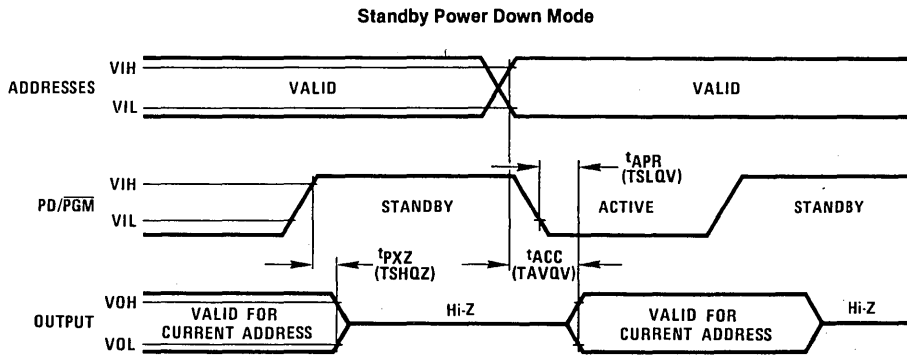 Standby Power Down Mode
ADDRESSES
VIH
VIL
VALID
VALID
PD/PGM
VIH
VIL
STANDBY
ACTIVE
STANDBY
tAPR
(TSLQV)
tPXZ
(TSHQZ)
tACC
(TAVQV)
OUTPUT
VOH
VOL
VALID FOR
CURRENT ADDRESS
Hi-Z
VALID FOR
CURRENT ADDRESS
Hi-Z